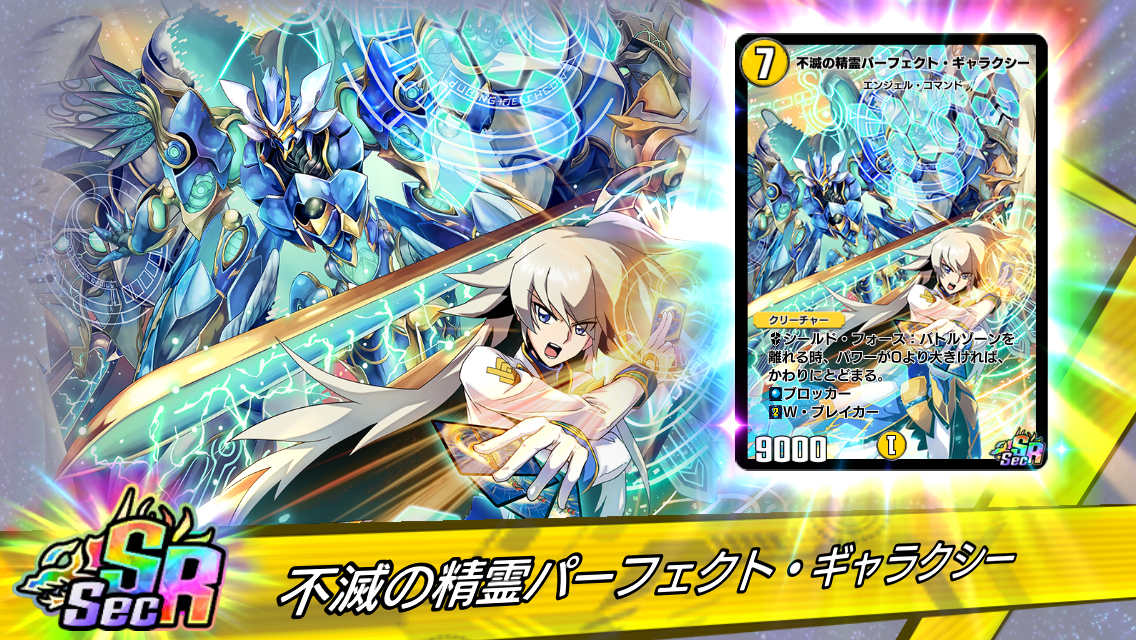 7
不滅の精霊パーフェクト・ギャラクシー
エンジェル・コマンド
クリーチャー
シールド・フォース：バトルゾーンを
離れる時、パワーが0より大きければ、
かわりにとどまる。
ブロッカー
W・ブレイカー
9000
I
SR
Sec
SR
Sec
不滅の精霊パーフェクト・ギャラクシー